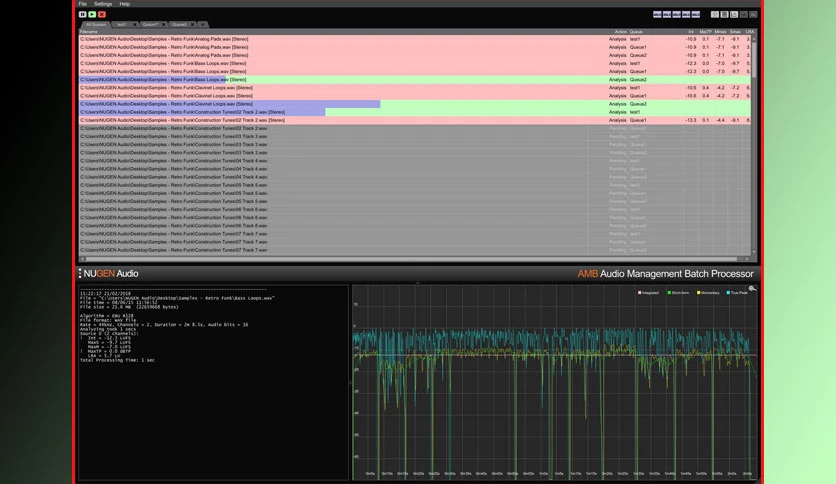 File Settings Help
All Queues test1 Queue1 Queue2
Filename Action Queue Int MaxTP Mmax Smax LRA
C:\Users\NUGEN Audio\Desktop\Samples - Retro Funk\Analog Pads.wav [Stereo] Analysis test1 -10.9 0.1 -7.1 -8.1 3.
C:\Users\NUGEN Audio\Desktop\Samples - Retro Funk\Analog Pads.wav [Stereo] Analysis Queue1 -10.9 0.1 -7.1 -8.1 3.
C:\Users\NUGEN Audio\Desktop\Samples - Retro Funk\Analog Pads.wav [Stereo] Analysis Queue2 -10.9 0.1 -7.1 -8.1 3.
C:\Users\NUGEN Audio\Desktop\Samples - Retro Funk\Bass Loops.wav [Stereo] Analysis test1 -12.3 0.0 -7.0 -9.7 5.
C:\Users\NUGEN Audio\Desktop\Samples - Retro Funk\Bass Loops.wav [Stereo] Analysis Queue1 -12.3 0.0 -7.0 -9.7 5.
C:\Users\NUGEN Audio\Desktop\Samples - Retro Funk\Bass Loops.wav [Stereo] Analysis Queue2
C:\Users\NUGEN Audio\Desktop\Samples - Retro Funk\Clavinet Loops.wav [Stereo] Analysis test1 -10.6 0.4 -4.2 -7.2 6.
C:\Users\NUGEN Audio\Desktop\Samples - Retro Funk\Clavinet Loops.wav [Stereo] Analysis Queue1 -10.6 0.4 -4.2 -7.2 6.
C:\Users\NUGEN Audio\Desktop\Samples - Retro Funk\Clavinet Loops.wav [Stereo] Analysis Queue2
C:\Users\NUGEN Audio\Desktop\Samples - Retro Funk\Construction Tunes\02 Track 2.wav [Stereo] Analysis test1
C:\Users\NUGEN Audio\Desktop\Samples - Retro Funk\Construction Tunes\02 Track 2.wav [Stereo] Analysis Queue1 -13.3 0.1 -4.4 -9.1 8.
C:\Users\NUGEN Audio\Desktop\Samples - Retro Funk\Construction Tunes\02 Track 2.wav Pending Queue2
C:\Users\NUGEN Audio\Desktop\Samples - Retro Funk\Construction Tunes\03 Track 3.wav Pending test1
C:\Users\NUGEN Audio\Desktop\Samples - Retro Funk\Construction Tunes\03 Track 3.wav Pending Queue1
C:\Users\NUGEN Audio\Desktop\Samples - Retro Funk\Construction Tunes\03 Track 3.wav Pending Queue2
C:\Users\NUGEN Audio\Desktop\Samples - Retro Funk\Construction Tunes\04 Track 4.wav Pending test1
C:\Users\NUGEN Audio\Desktop\Samples - Retro Funk\Construction Tunes\04 Track 4.wav Pending Queue1
C:\Users\NUGEN Audio\Desktop\Samples - Retro Funk\Construction Tunes\04 Track 4.wav Pending Queue2
C:\Users\NUGEN Audio\Desktop\Samples - Retro Funk\Construction Tunes\05 Track 5.wav Pending test1
C:\Users\NUGEN Audio\Desktop\Samples - Retro Funk\Construction Tunes\05 Track 5.wav Pending Queue1
C:\Users\NUGEN Audio\Desktop\Samples - Retro Funk\Construction Tunes\05 Track 5.wav Pending Queue2
C:\Users\NUGEN Audio\Desktop\Samples - Retro Funk\Construction Tunes\06 Track 6.wav Pending test1
C:\Users\NUGEN Audio\Desktop\Samples - Retro Funk\Construction Tunes\06 Track 6.wav Pending Queue1
C:\Users\NUGEN Audio\Desktop\Samples - Retro Funk\Construction Tunes\06 Track 6.wav Pending Queue2
C:\Users\NUGEN Audio\Desktop\Samples - Retro Funk\Construction Tunes\07 Track 7.wav Pending test1
C:\Users\NUGEN Audio\Desktop\Samples - Retro Funk\Construction Tunes\07 Track 7.wav Pending Queue1
C:\Users\NUGEN Audio\Desktop\Samples - Retro Funk\Construction Tunes\07 Track 7.wav Pending Queue2
NUGEN Audio AMB Audio Management Batch Processor
15:22:17 21/02/2018
File = "C:\Users\NUGEN Audio\Desktop\Samples - Retro Funk\Bass Loops.wav"
File time = 08/06/15 11:56:52
File size = 21.6 MB (22659668 bytes)
Algorithm = EBU R128
File format: WAV file
Rate = 44kHz, Channels = 2, Duration = 2m 8.1s, Audio bits = 16
Analyzing took 1 secs
Source 0 (2 channels):
| Int = -12.3 LUFS
MaxS = -9.7 LUFS
MaxM = -7.0 LUFS
| MaxTP = 0.0 dBTP
LRA = 5.7 LU
Total Processing Time: 1 sec
Integrated Short-term Momentary True Peak